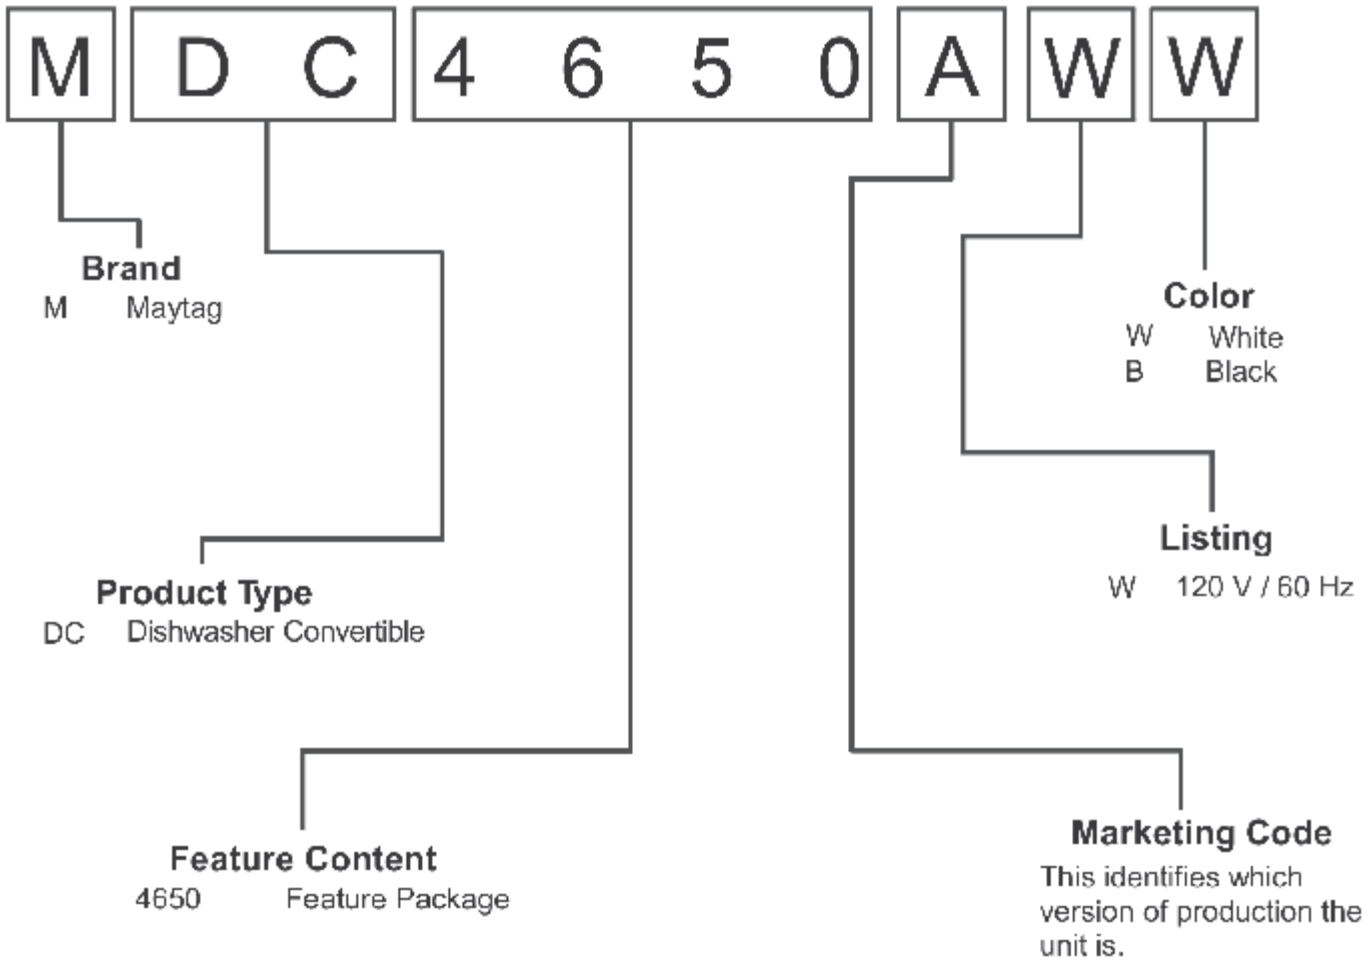 M D C 4 6 5 0 A W W
Brand
M Maytag
Color
W White
B Black
Listing
W 120 V / 60 Hz
Product Type
DC Dishwasher Convertible
Feature Content
4650 Feature Package
Marketing Code
This identifies which
version of production the
unit is.